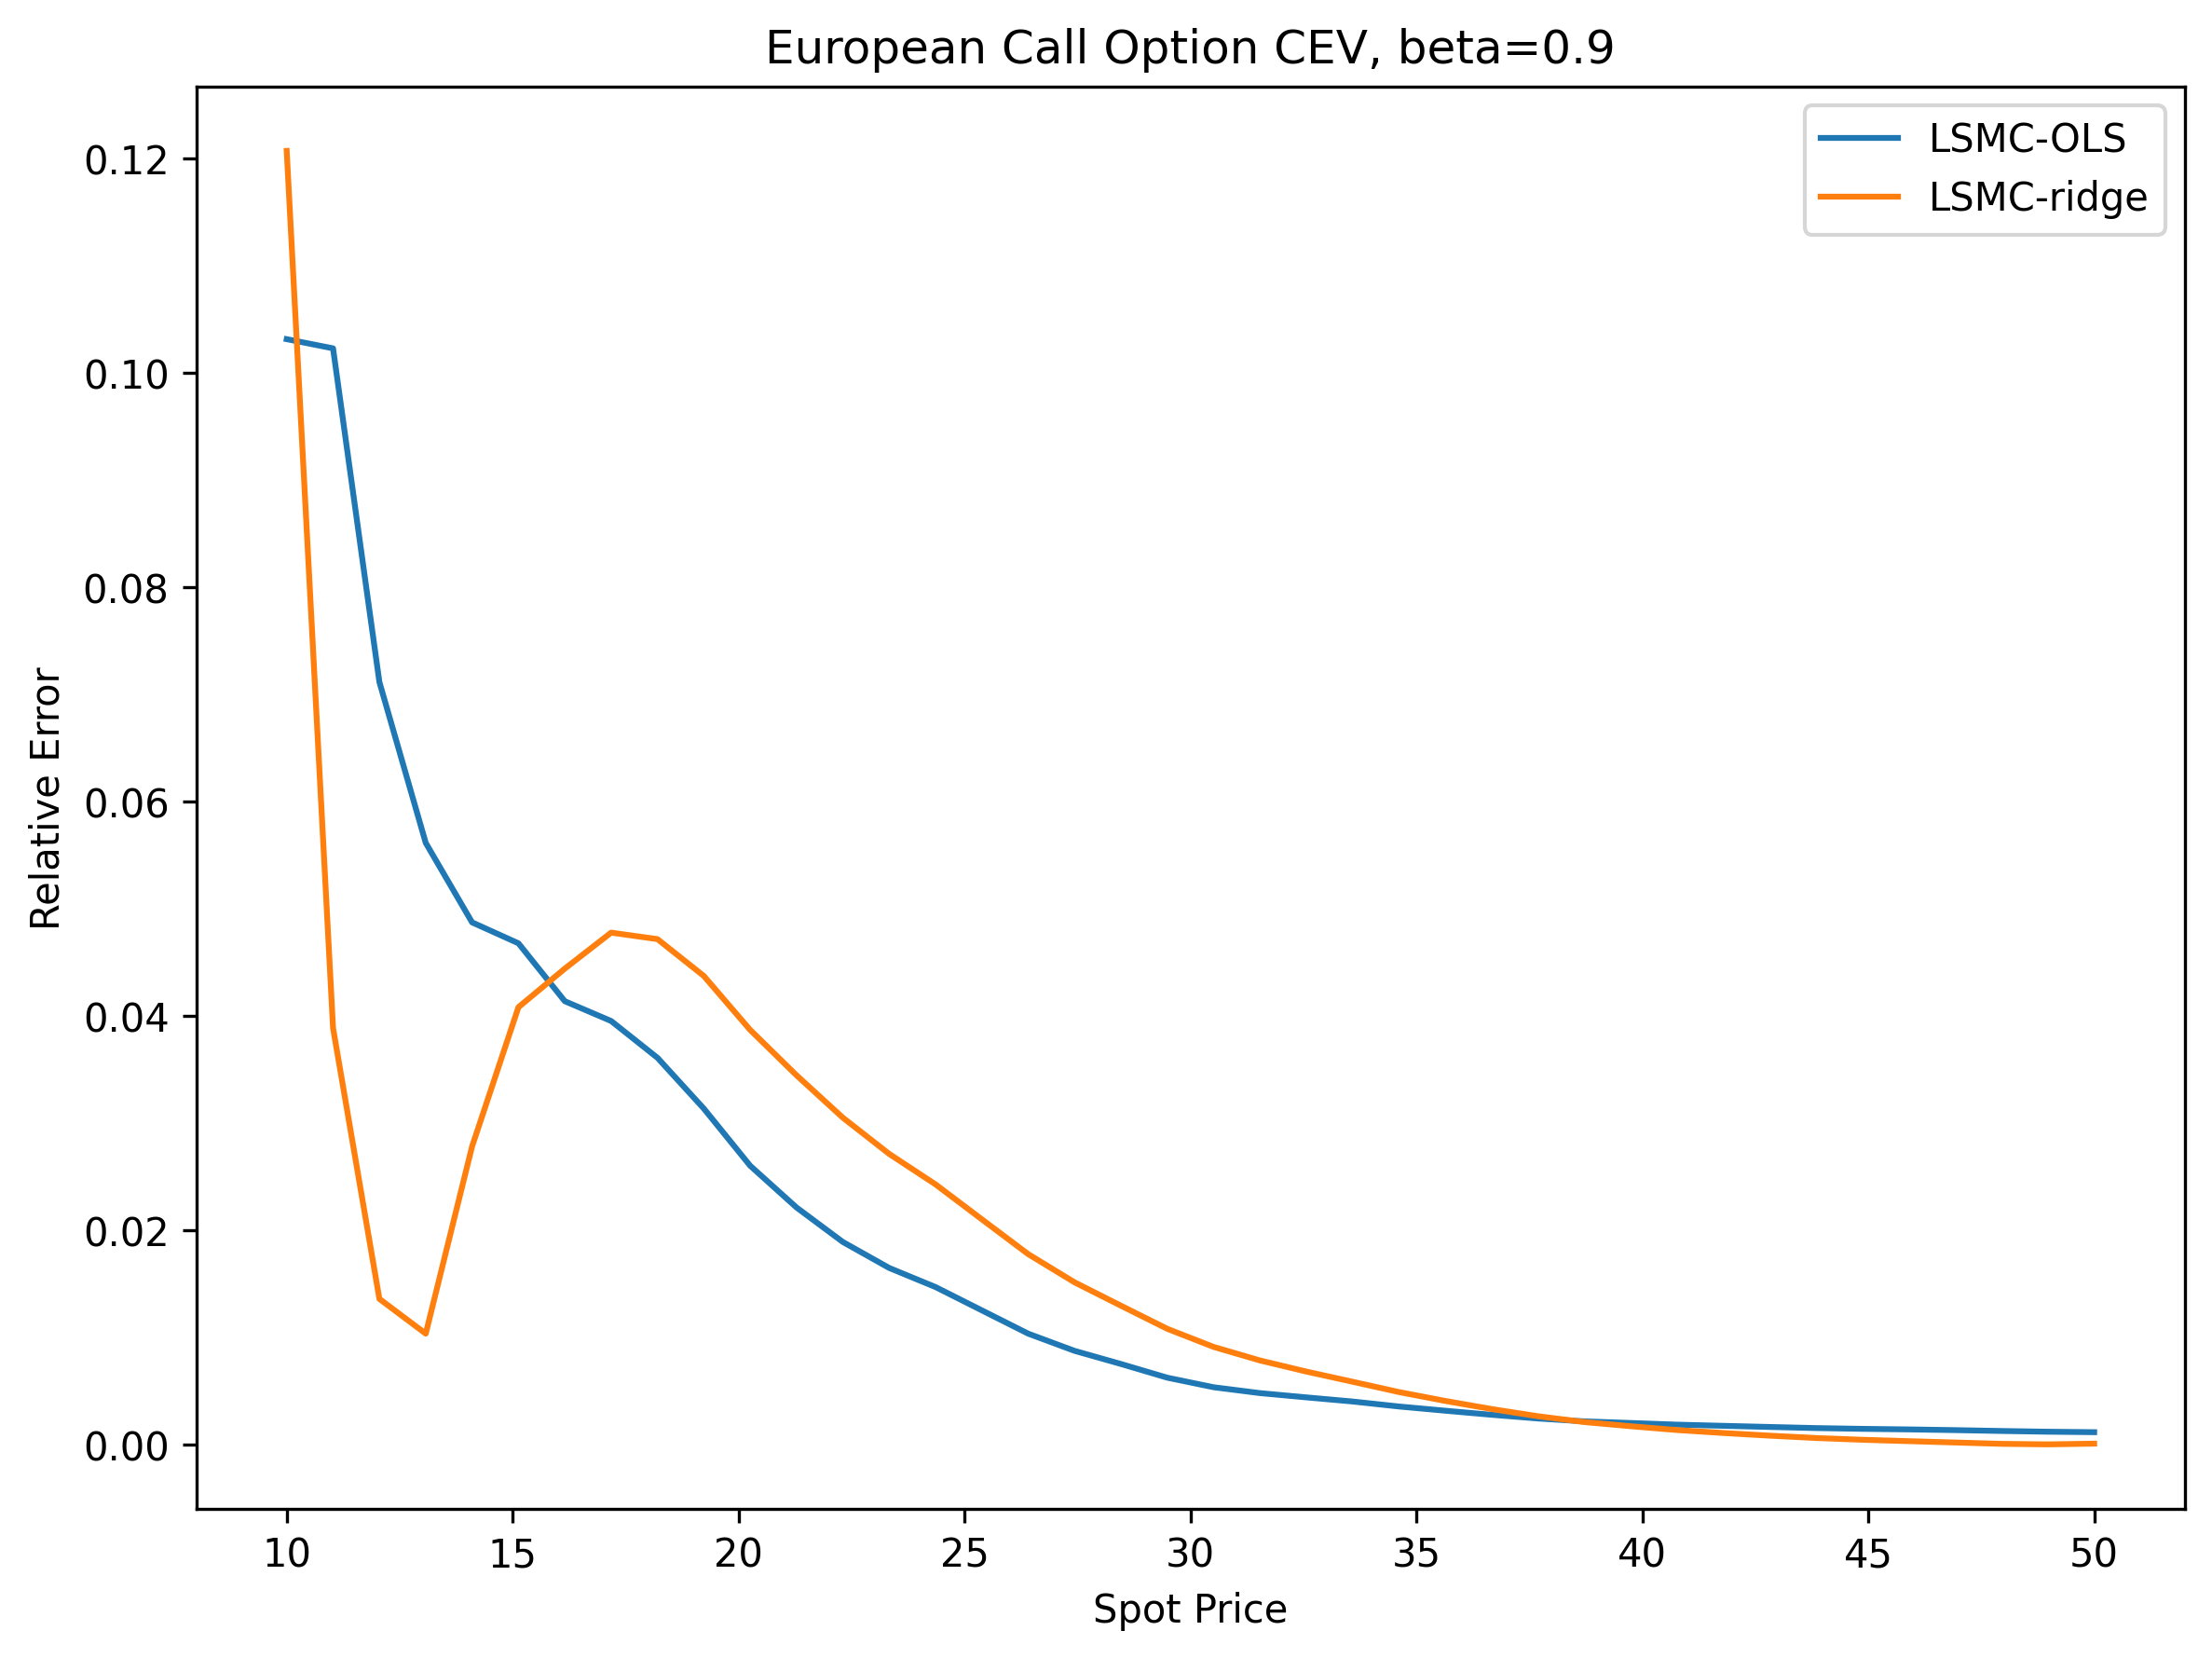 European Call Option CEV, beta=0.9
LSMC-OLS
LSMC-ridge
0.12
0.10
0.08
0.06
0.04
0.02
0.00
Relative Error
10 15 20 25 30 35 40 45 50
Spot Price